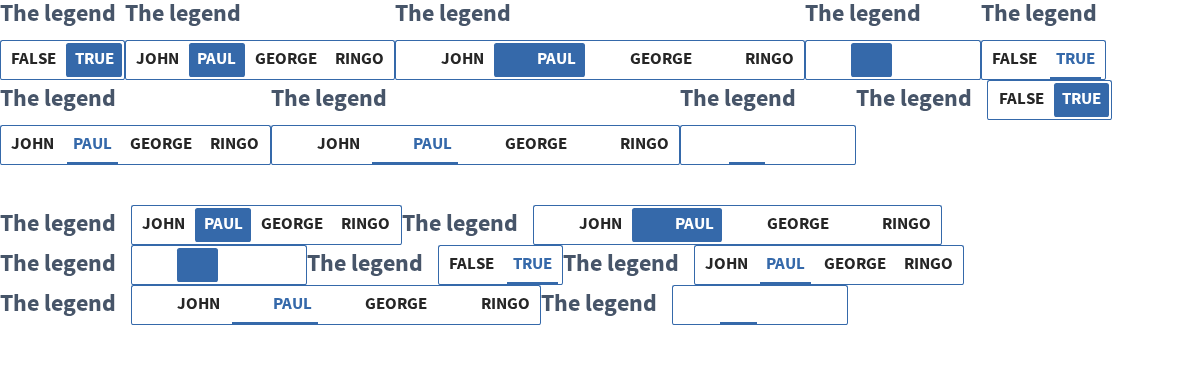 The legend The legend The legend The legend The legend
FALSE TRUE JOHN PAUL GEORGE RINGO JOHN PAUL GEORGE RINGO FALSE TRUE
The legend The legend The legend The legend FALSE TRUE
JOHN PAUL GEORGE RINGO JOHN PAUL GEORGE RINGO
The legend JOHN PAUL GEORGE RINGO The legend JOHN PAUL GEORGE RINGO
The legend The legend FALSE TRUE The legend JOHN PAUL GEORGE RINGO
The legend JOHN PAUL GEORGE RINGO The legend